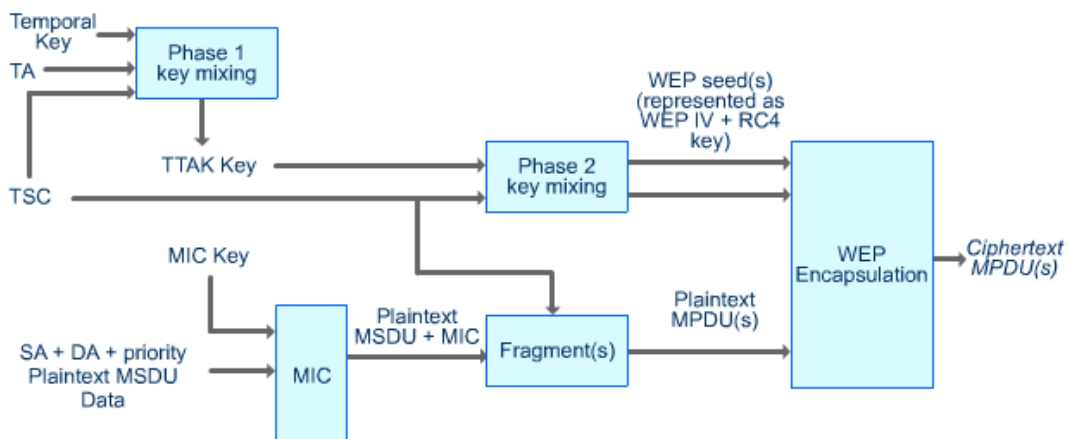 Temporal
Key
TA
TSC
Phase 1
key mixing
TTAK Key
Phase 2
key mixing
WEP seed(s)
(represented as
WEP IV + RC4
key)
WEP
Encapsulation
Ciphertext
MPDU(s)
MIC Key
SA + DA + priority
Plaintext MSDU
Data
MIC
Plaintext
MSDU + MIC
Fragment(s)
Plaintext
MPDU(s)